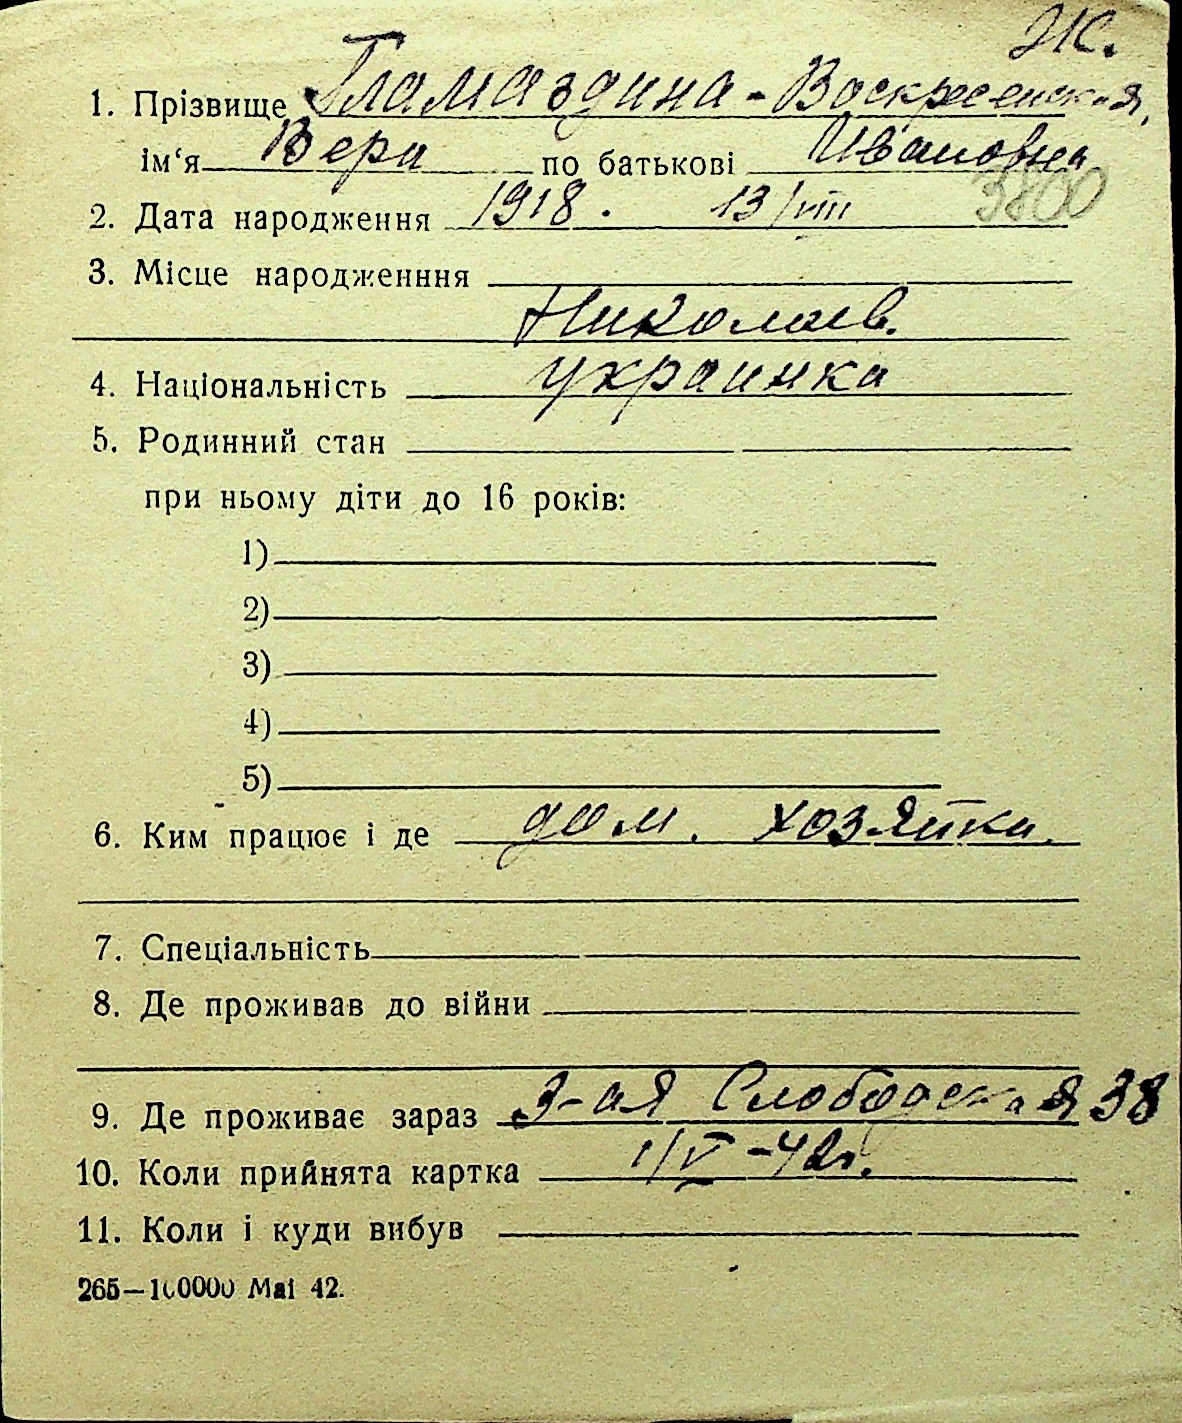 Ж.
1. Прізвище Гламаздина - Воскресенская,
ім‘я Вера по батькові Ивановна
3800
2. Дата народження 1918. 13/VIII
3. Місце народженння
Николаев.
4. Національність украинка
5. Родинний стан
при ньому діти до 16 років:
1)
2)
3)
4)
5)
6. Ким працює і де дом. хозяйка.
7. Спеціальність
8. Де проживав до війни
9. Де проживає зараз 3-ая Слободская 38
10. Коли прийнята картка 1/V-42г.
11. Коли і куди вибув
265—100000 Mai 42.